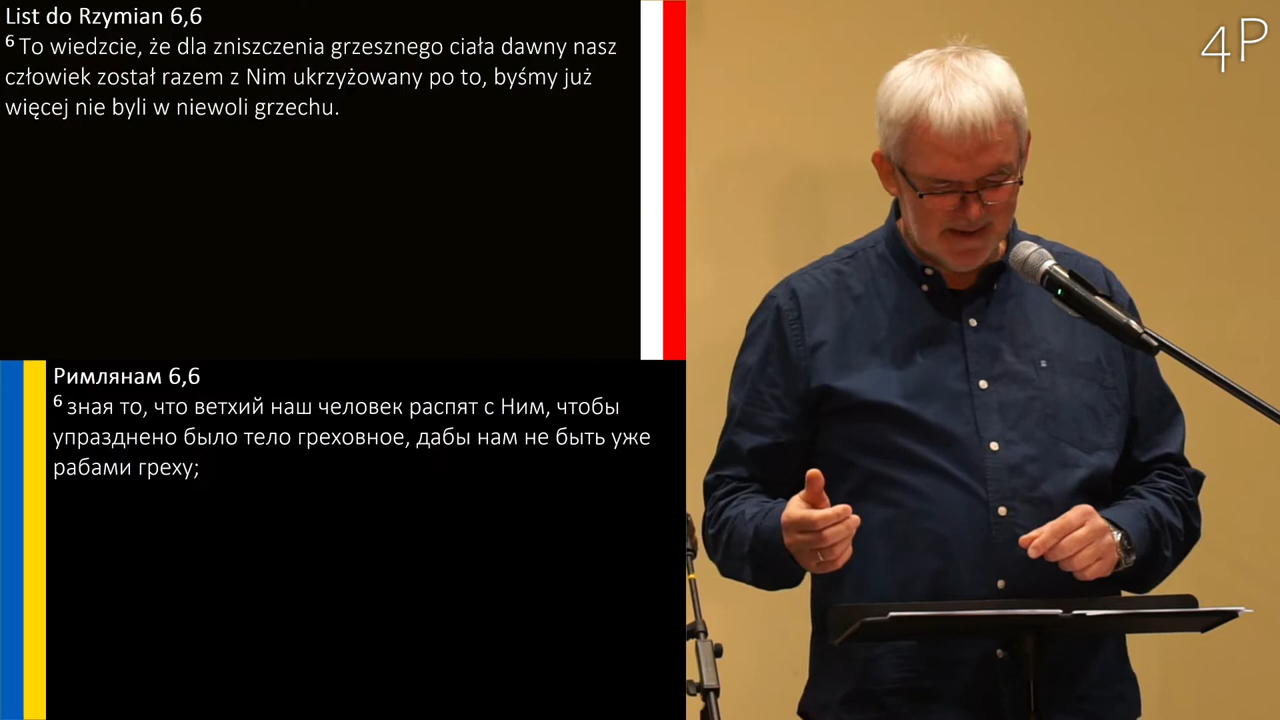 List do Rzymian 6,6
6 To wiedzcie, że dla zniszczenia grzesznego ciała dawny nasz
człowiek został razem z Nim ukrzyżowany po to, byśmy już
więcej nie byli w niewoli grzechu.
Римлянам 6,6
6 зная то, что ветхий наш человек распят с Ним, чтобы
упразднено было тело греховное, дабы нам не быть уже
рабами греху;
4P